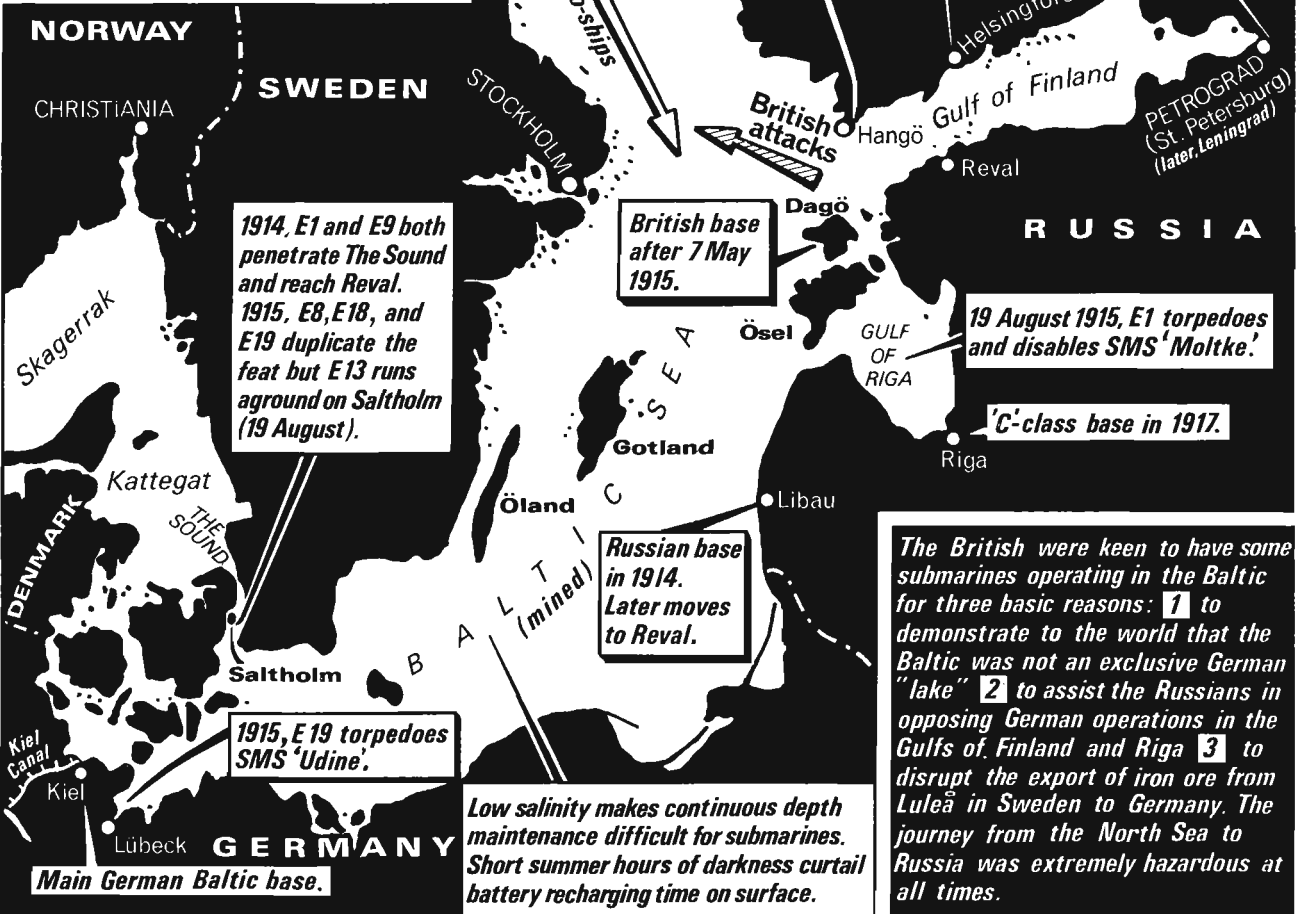 NORWAY
SWEDEN
CHRISTiANIA
STOCKHOLM
ships
British
attacks
Hangö
Gulf of Finland
PETROGRAD
(St. Petersburg)
(later, Leningrad)
Reval
RUSSIA
Dagö
British base
after 7 May
1915.
1914, E1 and E9 both
penetrate The Sound
and reach Reval.
1915, E8, E18, and
E19 duplicate the
feat but E13 runs
aground on Saltholm
(19 August).
Skagerrak
Ösel
GULF
OF
RIGA
19 August 1915, E1 torpedoes
and disables SMS 'Moltke'.
'C'-class base in 1917.
Riga
Kattegat
THE
SOUND
DENMARK
Gotland
Öland
BALTIC SEA
(mined)
Libau
Russian base
in 1914.
Later moves
to Reval.
Saltholm
1915, E19 torpedoes
SMS 'Udine'.
Kiel
Canal
Kiel
Lübeck
GERMANY
Main German Baltic base.
Low salinity makes continuous depth
maintenance difficult for submarines.
Short summer hours of darkness curtail
battery recharging time on surface.
The British were keen to have some
submarines operating in the Baltic
for three basic reasons: 1 to
demonstrate to the world that the
Baltic was not an exclusive German
"lake" 2 to assist the Russians in
opposing German operations in the
Gulfs of Finland and Riga 3 to
disrupt the export of iron ore from
Luleå in Sweden to Germany. The
journey from the North Sea to
Russia was extremely hazardous at
all times.